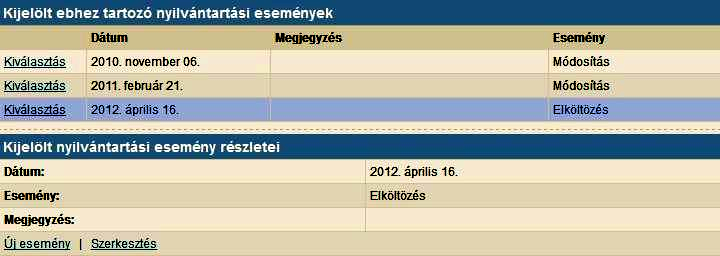 Kijelölt ebhez tartozó nyilvántartási események
Dátum Megjegyzés Esemény
Kiválasztás 2010. november 06. Módosítás
Kiválasztás 2011. február 21. Módosítás
Kiválasztás 2012. április 16. Elköltözés
Kijelölt nyilvántartási esemény részletei
Dátum: 2012. április 16.
Esemény: Elköltözés
Megjegyzés:
Új esemény | Szerkesztés